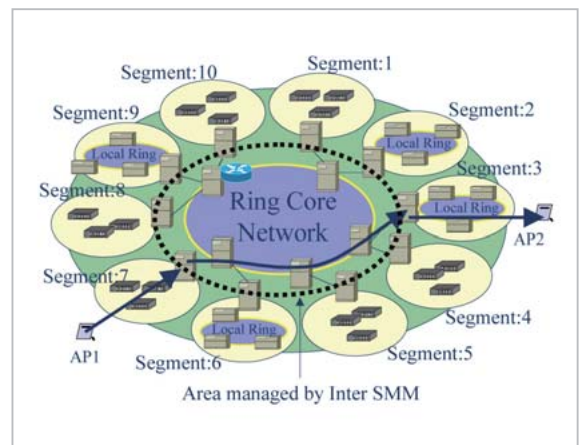 Segment:10
Segment:1
Segment:9
Segment:2
Local Ring
Local Ring
Segment:3
Segment:8
Ring Core
Network
Local Ring
AP2
Segment:7
Segment:4
Local Ring
AP1
Segment:6
Segment:5
Area managed by Inter SMM